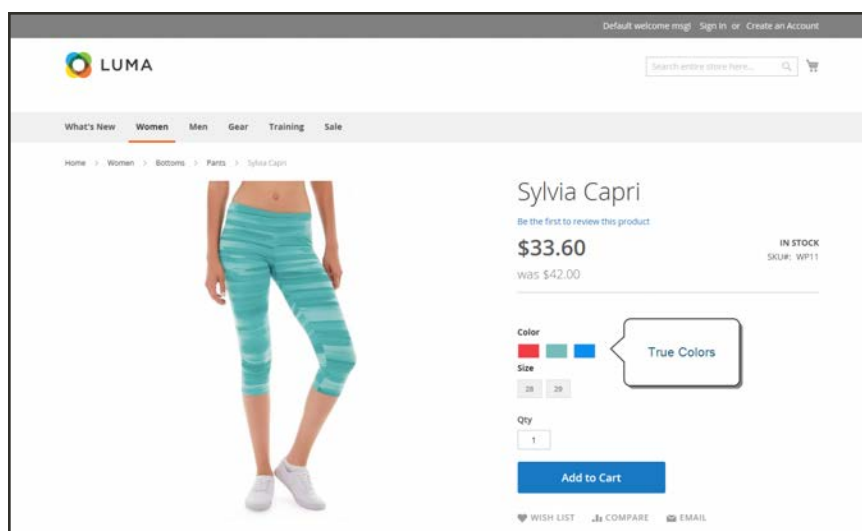 Default welcome msg! Sign In or Create an Account
LUMA
Search entire store here...
What's New Women Men Gear Training Sale
Home > Women > Bottoms > Pants > Sylvia Capri
Sylvia Capri
Be the first to review this product
$33.60
IN STOCK
SKU#: WP11
was $42.00
Color
True Colors
Size
28 29
Qty
1
Add to Cart
WISH LIST COMPARE EMAIL